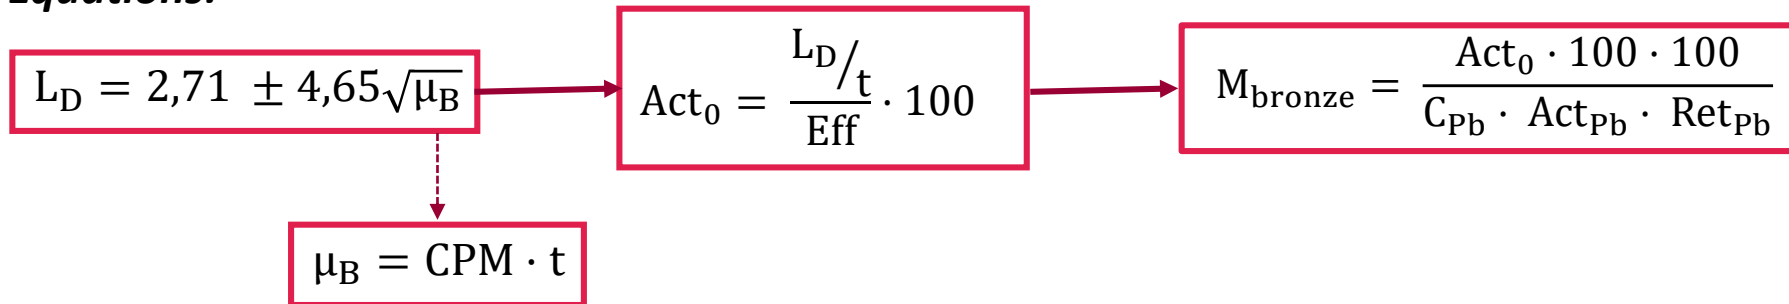 Equations:
L_D = 2,71 ± 4,65√μ_B
Act_0 = (L_D/t)/Eff · 100
M_bronze = (Act_0 · 100 · 100)/(C_Pb · Act_Pb · Ret_Pb)
μ_B = CPM · t